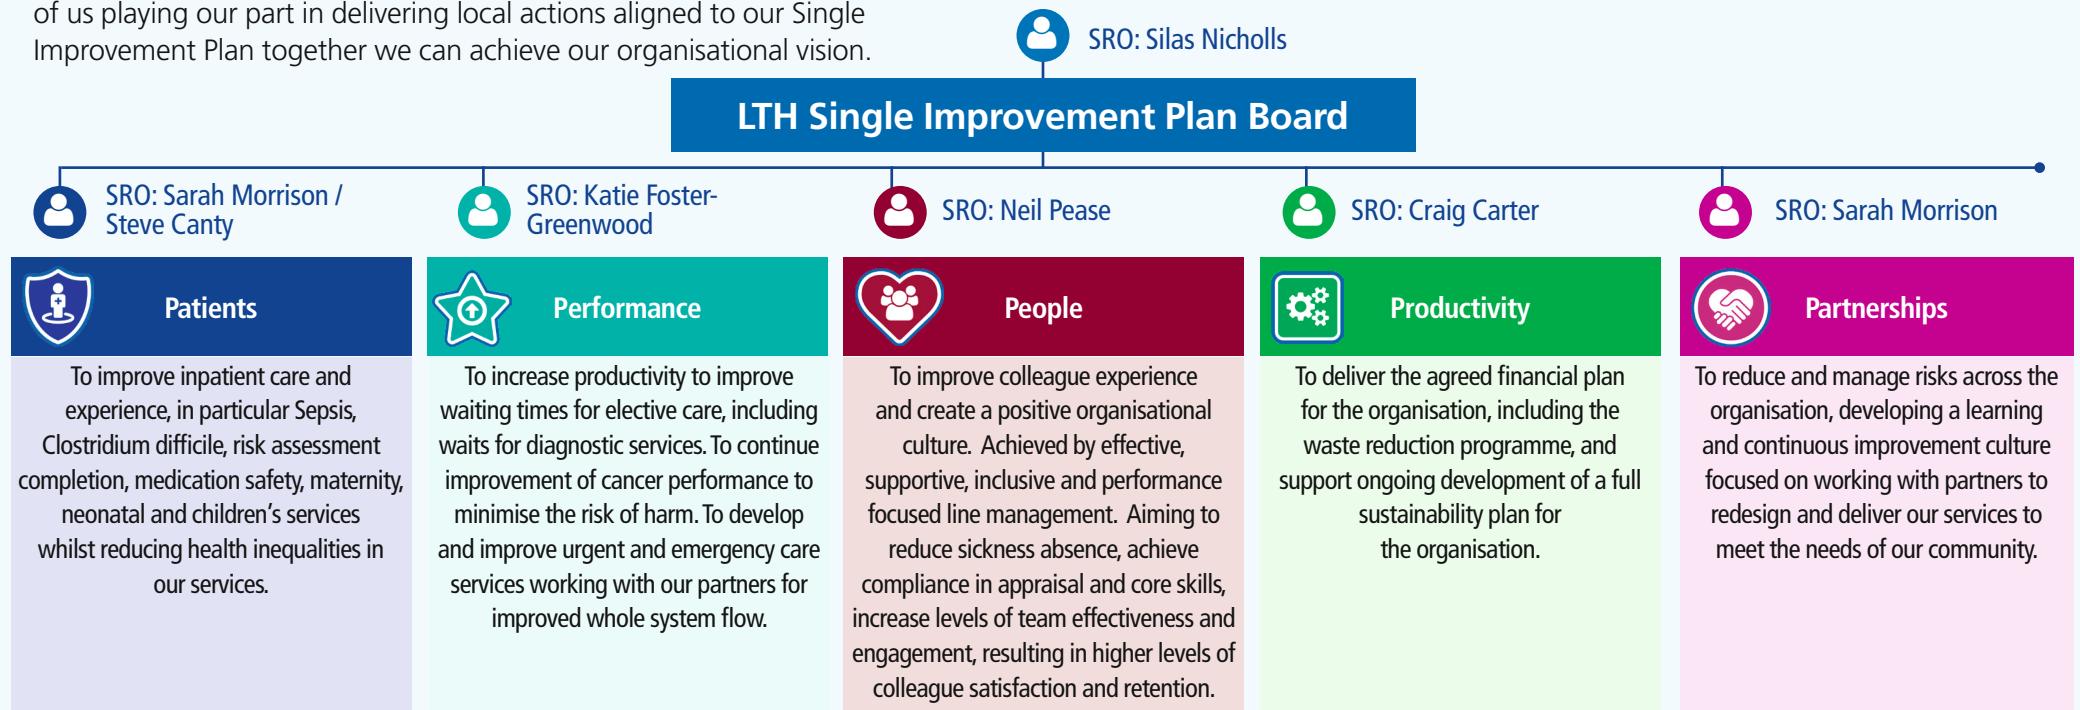 of us playing our part in delivering local actions aligned to our Single
Improvement Plan together we can achieve our organisational vision.
SRO: Silas Nicholls
LTH Single Improvement Plan Board
SRO: Sarah Morrison /
Steve Canty
Patients
To improve inpatient care and
experience, in particular Sepsis,
Clostridium difficile, risk assessment
completion, medication safety, maternity,
neonatal and children’s services
whilst reducing health inequalities in
our services.
SRO: Katie Foster-
Greenwood
Performance
To increase productivity to improve
waiting times for elective care, including
waits for diagnostic services. To continue
improvement of cancer performance to
minimise the risk of harm. To develop
and improve urgent and emergency care
services working with our partners for
improved whole system flow.
SRO: Neil Pease
People
To improve colleague experience
and create a positive organisational
culture.  Achieved by effective,
supportive, inclusive and performance
focused line management.  Aiming to
reduce sickness absence, achieve
compliance in appraisal and core skills,
increase levels of team effectiveness and
engagement, resulting in higher levels of
colleague satisfaction and retention.
SRO: Craig Carter
Productivity
To deliver the agreed financial plan
for the organisation, including the
waste reduction programme, and
support ongoing development of a full
sustainability plan for
the organisation.
SRO: Sarah Morrison
Partnerships
To reduce and manage risks across the
organisation, developing a learning
and continuous improvement culture
focused on working with partners to
redesign and deliver our services to
meet the needs of our community.